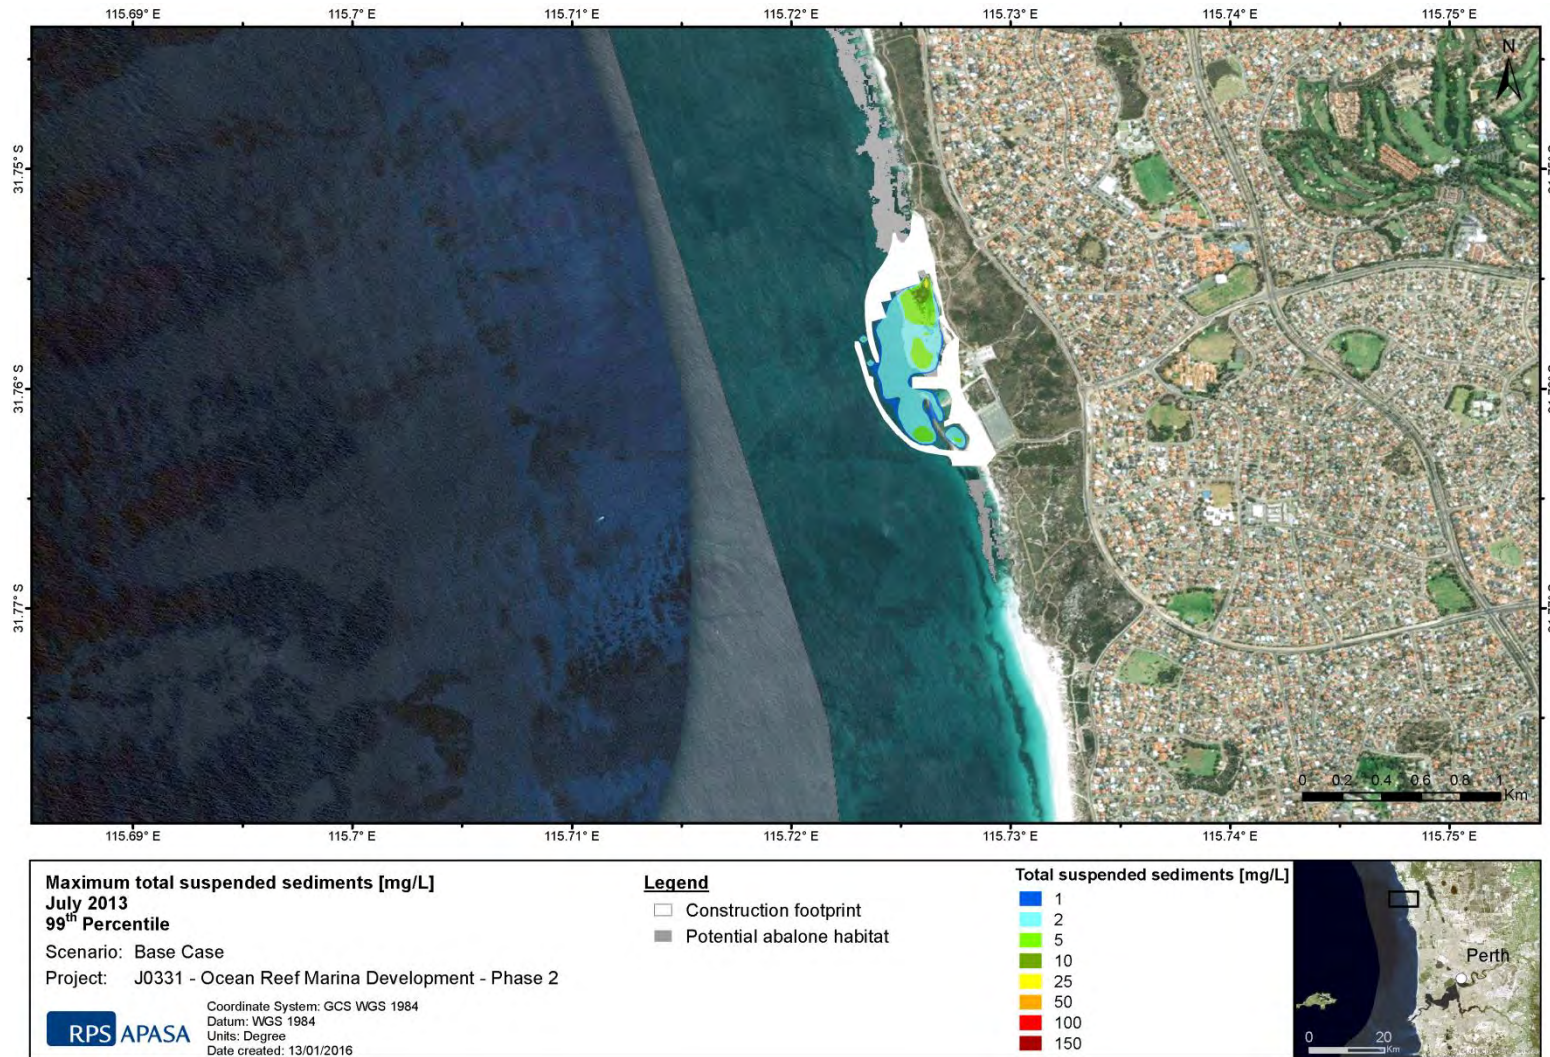 115.69° E
115.7° E
115.71° E
115.72° E
115.73° E
115.74° E
115.75° E
N
31.75° S
31.76° S
31.77° S
0 0.2 0.4 0.6 0.8 1
Km
115.69° E
115.7° E
115.71° E
115.72° E
115.73° E
115.74° E
115.75° E
Maximum total suspended sediments [mg/L]
July 2013
99th Percentile
Scenario: Base Case
Project: J0331 - Ocean Reef Marina Development - Phase 2
RPS APASA
Coordinate System: GCS WGS 1984
Datum: WGS 1984
Units: Degree
Date created: 13/01/2016
Legend
Construction footprint
Potential abalone habitat
Total suspended sediments [mg/L]
1
2
5
10
25
50
100
150
Perth
0 20
Km